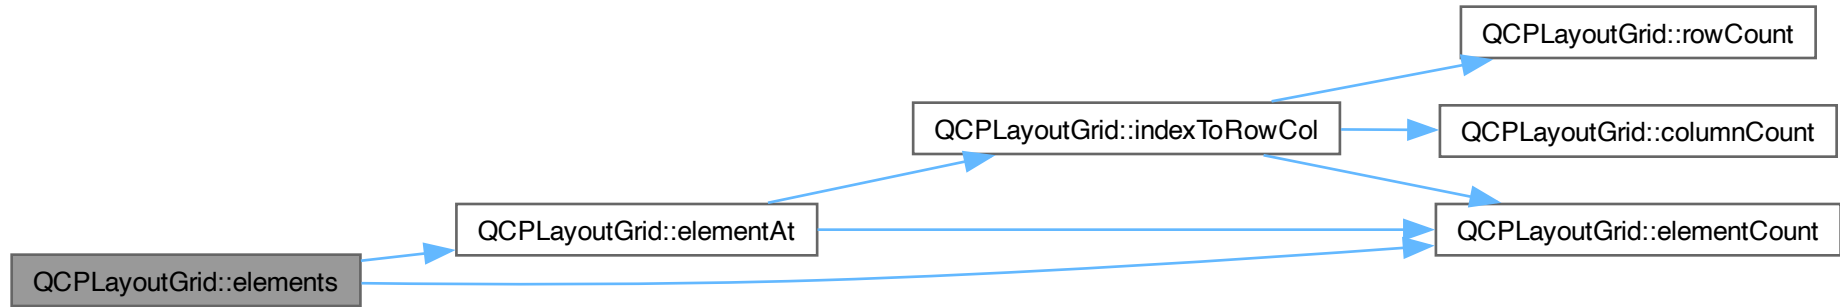 QCPLayoutGrid::rowCount
QCPLayoutGrid::indexToRowCol
QCPLayoutGrid::columnCount
QCPLayoutGrid::elementAt
QCPLayoutGrid::elementCount
QCPLayoutGrid::elements